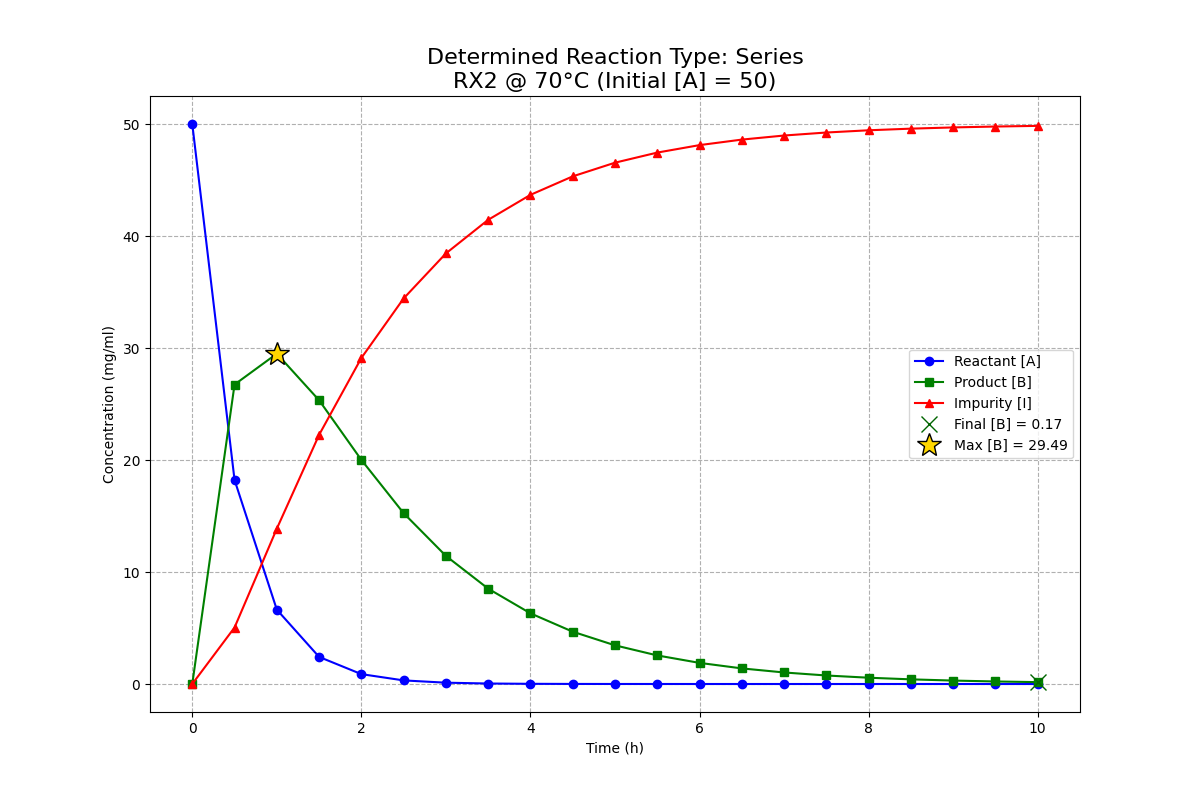 Determined Reaction Type: Series
RX2 @ 70°C (Initial [A] = 50)
Concentration (mg/ml)
50
40
30
20
10
0
Reactant [A]
Product [B]
Impurity [I]
Final [B] = 0.17
Max [B] = 29.49
0 2 4 6 8 10
Time (h)